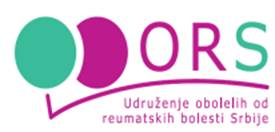 ORS
Udruženje obolelih od
reumatskih bolesti Srbije